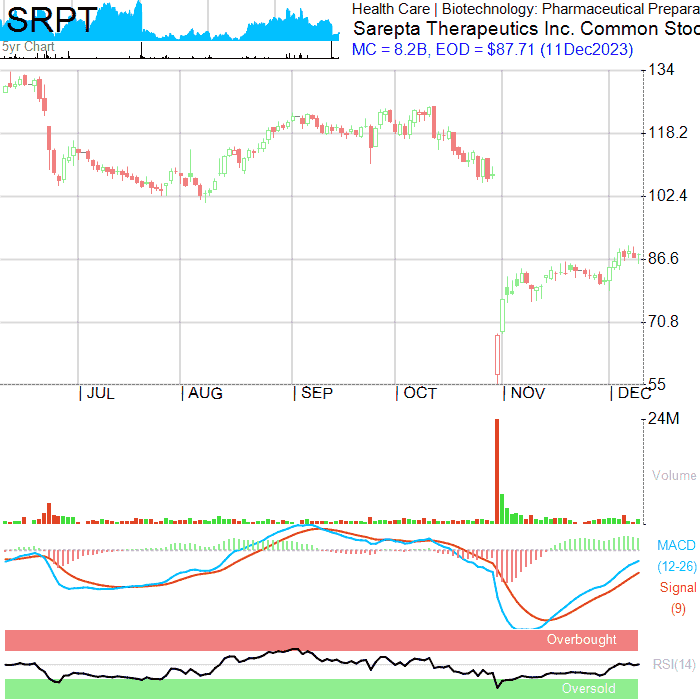 SRPT
5yr Chart
Health Care | Biotechnology: Pharmaceutical Prepara
Sarepta Therapeutics Inc. Common Stoc
MC = 8.2B, EOD = $87.71 (11Dec2023)
134
118.2
102.4
86.6
70.8
55
| JUL | AUG | SEP | OCT | NOV | DEC
24M
Volume
MACD
(12-26)
Signal
(9)
Overbought
RSI(14)
Oversold